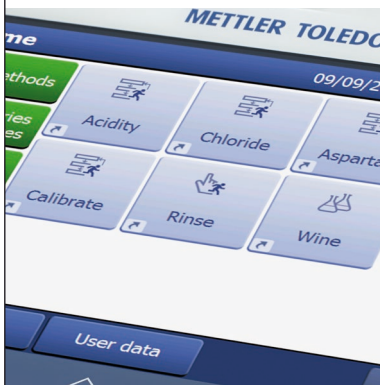 METTLER TOLEDO
me
09/09/2
ethods
Acidity
Chloride
Asparta
ries
es
Calibrate
Rinse
Wine
User data